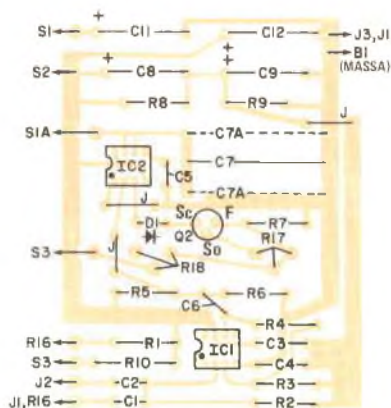 S1 + C11 C12 J3, J1
B1
(MASSA)
S2 + C8 + C9
R8 R9
J
S1A C7A
IC2 C5 C7
C7A
J
D1 Sc F R7
Q2 So R17
S3 J R18
R5 C6 R6
R4
R16 R1 IC1 C3
S3 R10 C4
J2 C2 R3
J1, R16 C1 R2